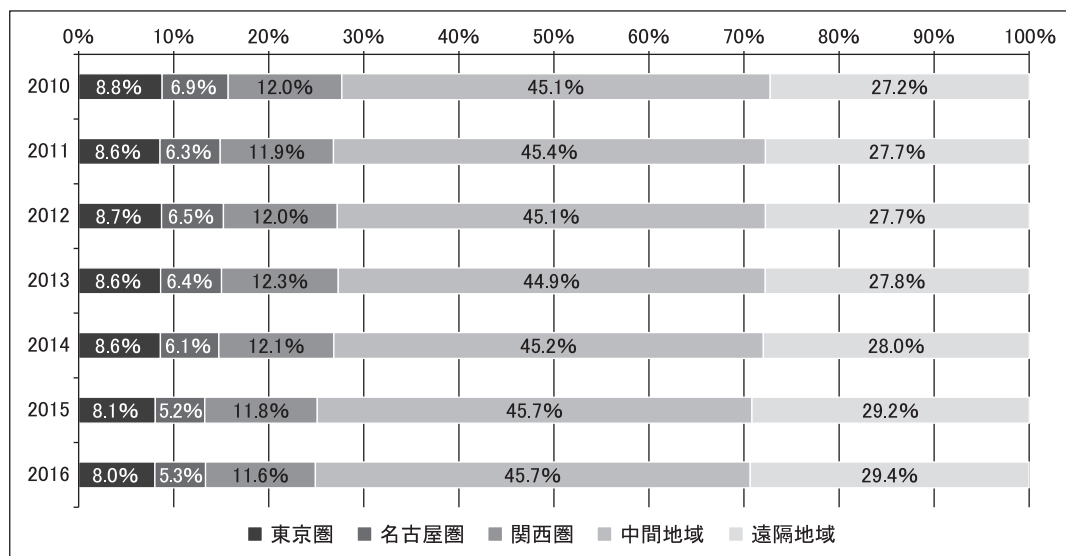 0% 10% 20% 30% 40% 50% 60% 70% 80% 90% 100%
2010 8.8% 6.9% 12.0% 45.1% 27.2%
2011 8.6% 6.3% 11.9% 45.4% 27.7%
2012 8.7% 6.5% 12.0% 45.1% 27.7%
2013 8.6% 6.4% 12.3% 44.9% 27.8%
2014 8.6% 6.1% 12.1% 45.2% 28.0%
2015 8.1% 5.2% 11.8% 45.7% 29.2%
2016 8.0% 5.3% 11.6% 45.7% 29.4%
東京圏 名古屋圏 関西圏 中間地域 遠隔地域